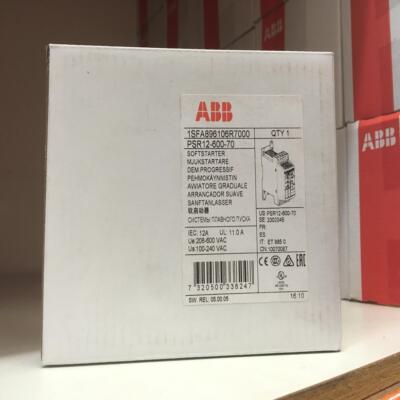 ABB
1SFA896106R7000
QTY 1
PSR12-600-70
SOFTSTARTER
MJUKSTARTARE
DEM.PROGRESSIF
PEHMOKÄYNNISTIN
AVVIATORE GRADUALE
ARRANCADOR SUAVE
SANFTANLASSER
软启动器
СИСТЕМЫ ПЛАВНОГО ПУСКА
US: PSR12-600-70
SE: 3200346
FR:
ES:
IT: ET 985 0
CN: 10070087
IEC: 12A UL: 11.0 A
Ue: 208-600 VAC
Us: 100-240 VAC
7 320500 338247
SW. REL: 05.00.05
16 10
ABB